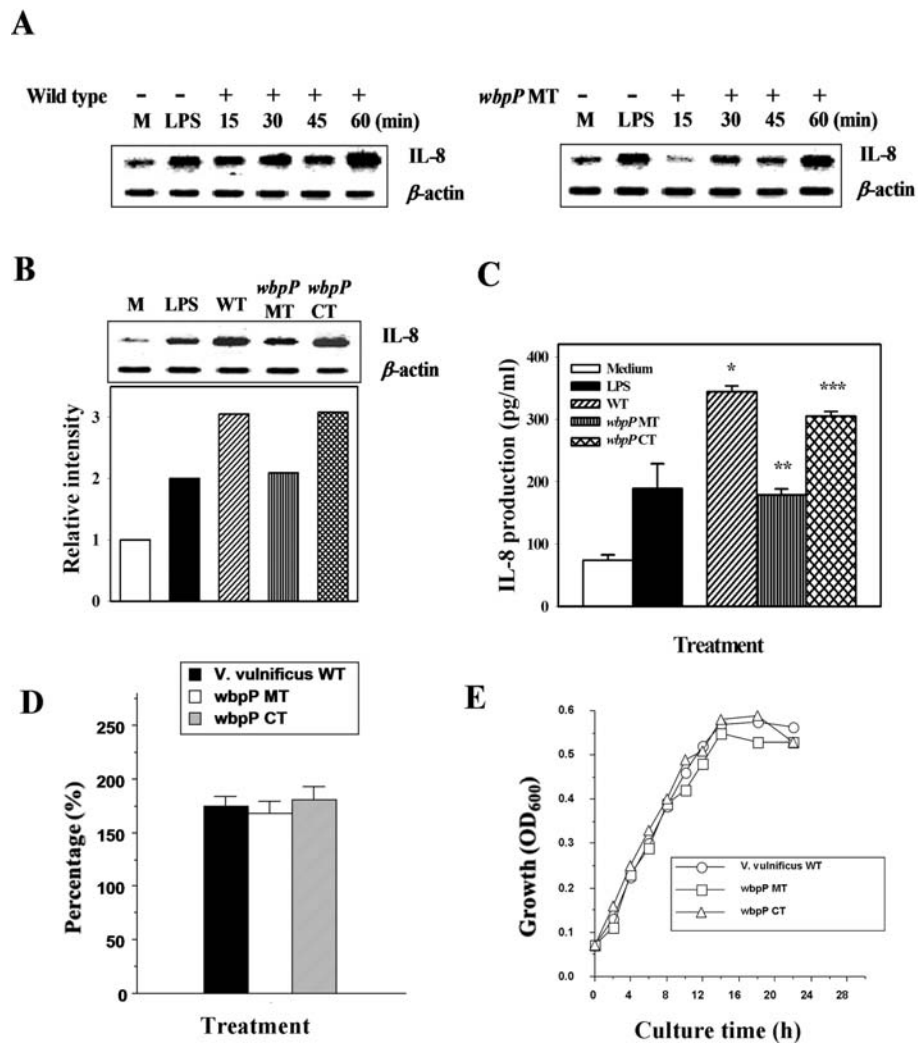 A
Wild type – – + + + +
M LPS 15 30 45 60 (min)
IL-8
β-actin
wbpP MT – – + + + +
M LPS 15 30 45 60 (min)
IL-8
β-actin
B
M LPS WT wbpP MT wbpP CT
IL-8
β-actin
Relative intensity
3
2
1
0
C
IL-8 production (pg/ml)
400
300
200
100
0
Medium
LPS
WT
wbpP MT
wbpP CT
*
**
***
Treatment
D
V. vulnificus WT
wbpP MT
wbpP CT
Percentage (%)
250
200
150
100
50
0
Treatment
E
Growth (OD600)
0.6
0.5
0.4
0.3
0.2
0.1
0.0
V. vulnificus WT
wbpP MT
wbpP CT
0 4 8 12 16 20 24 28
Culture time (h)